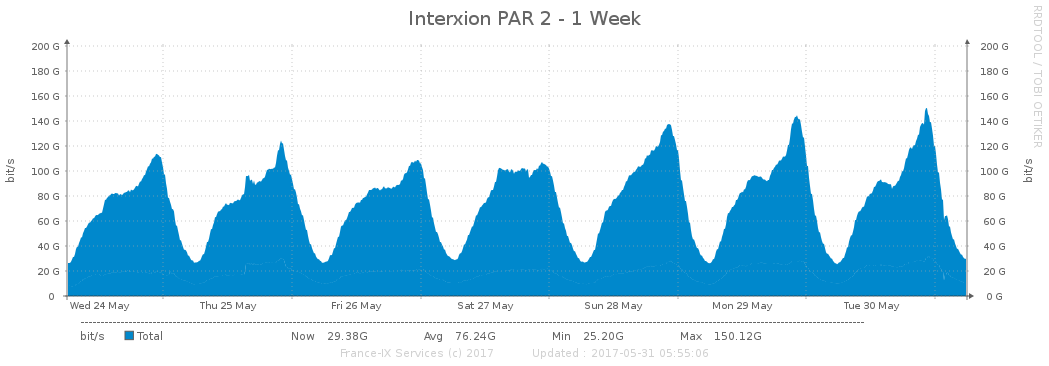 Interxion PAR 2 - 1 Week
RRDTOOL / TOBI OETIKER
200 G 200 G
180 G 180 G
160 G 160 G
140 G 140 G
120 G 120 G
100 G 100 G
80 G 80 G
60 G 60 G
40 G 40 G
20 G 20 G
0 0 G
bit/s
bit/s
Wed 24 May Thu 25 May Fri 26 May Sat 27 May Sun 28 May Mon 29 May Tue 30 May
bit/s Total Now 29.38G Avg 76.24G Min 25.20G Max 150.12G
France-IX Services (c) 2017 Updated : 2017-05-31 05:55:06